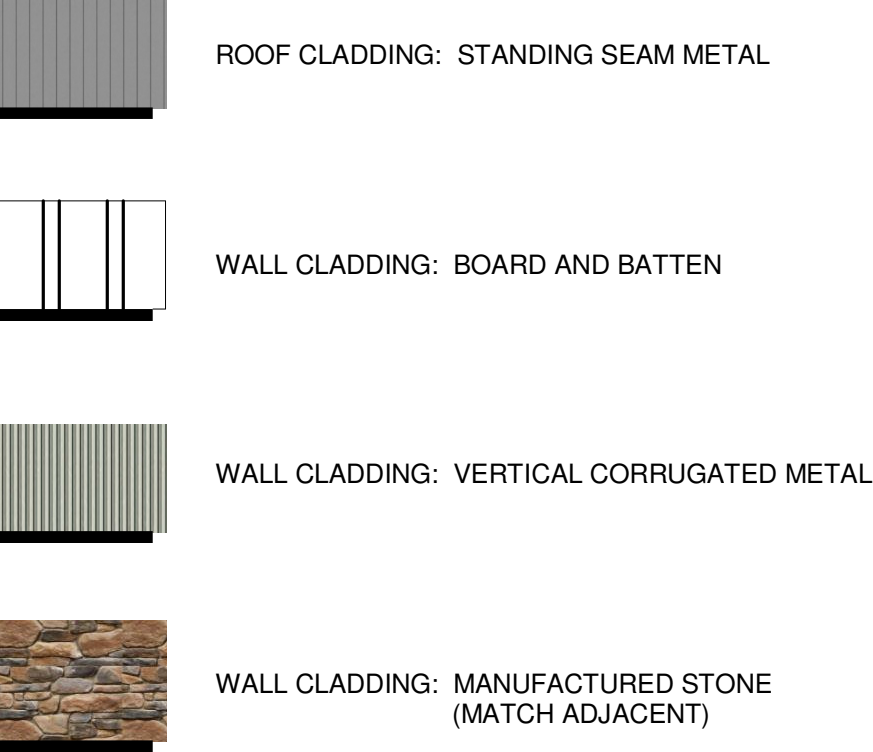 ROOF CLADDING: STANDING SEAM METAL
WALL CLADDING: BOARD AND BATTEN
WALL CLADDING: VERTICAL CORRUGATED METAL
WALL CLADDING: MANUFACTURED STONE
(MATCH ADJACENT)